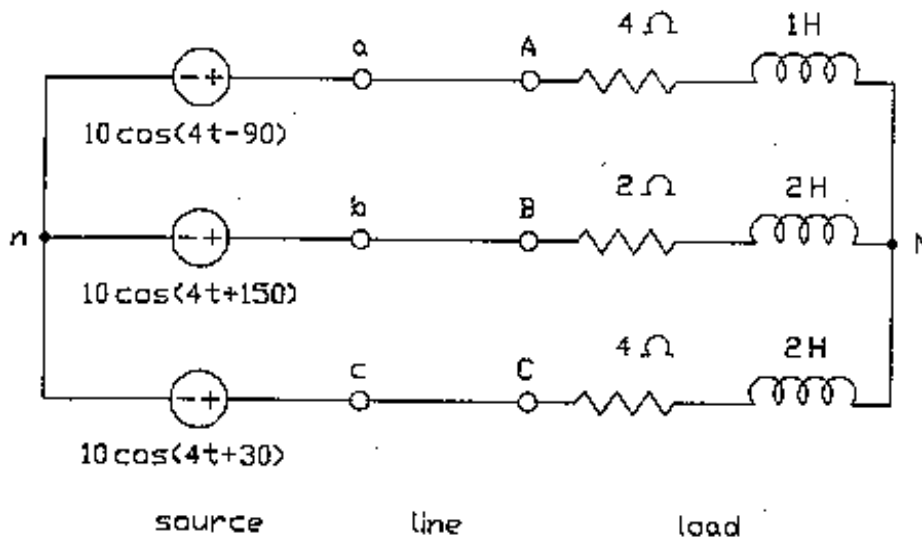 4 Ω 1H
a A
- +
10 cos(4t-90)
2 Ω 2H
b B
n - + N
10 cos(4t+150)
4 Ω 2H
c C
- +
10 cos(4t+30)
source line load